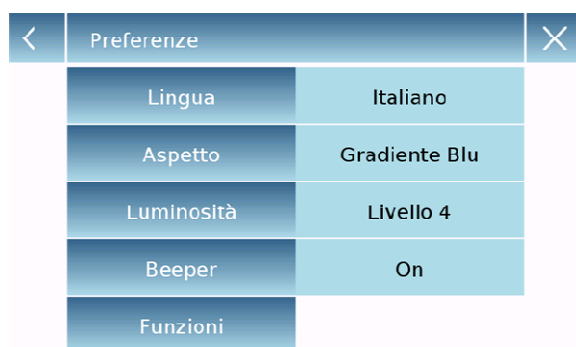 Preferenze
Lingua Italiano
Aspetto Gradiente Blu
Luminosità Livello 4
Beeper On
Funzioni